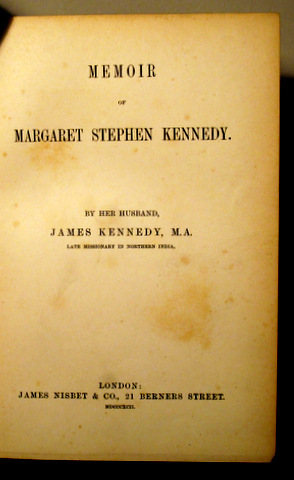 MEMOIR
OF
MARGARET STEPHEN KENNEDY.
BY HER HUSBAND,
JAMES KENNEDY, M.A.
LATE MISSIONARY IN NORTHERN INDIA,
LONDON:
JAMES NISBET & CO., 21 BERNERS STREET.
MDCCCXCII.